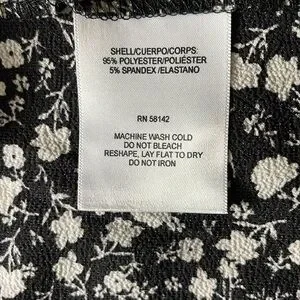 SHELL/CUERPO/CORPS:
95% POLYESTER/POLIÉSTER
5% SPANDEX /ELASTANO
RN 58142
MACHINE WASH COLD
DO NOT BLEACH
RESHAPE, LAY FLAT TO DRY
DO NOT IRON